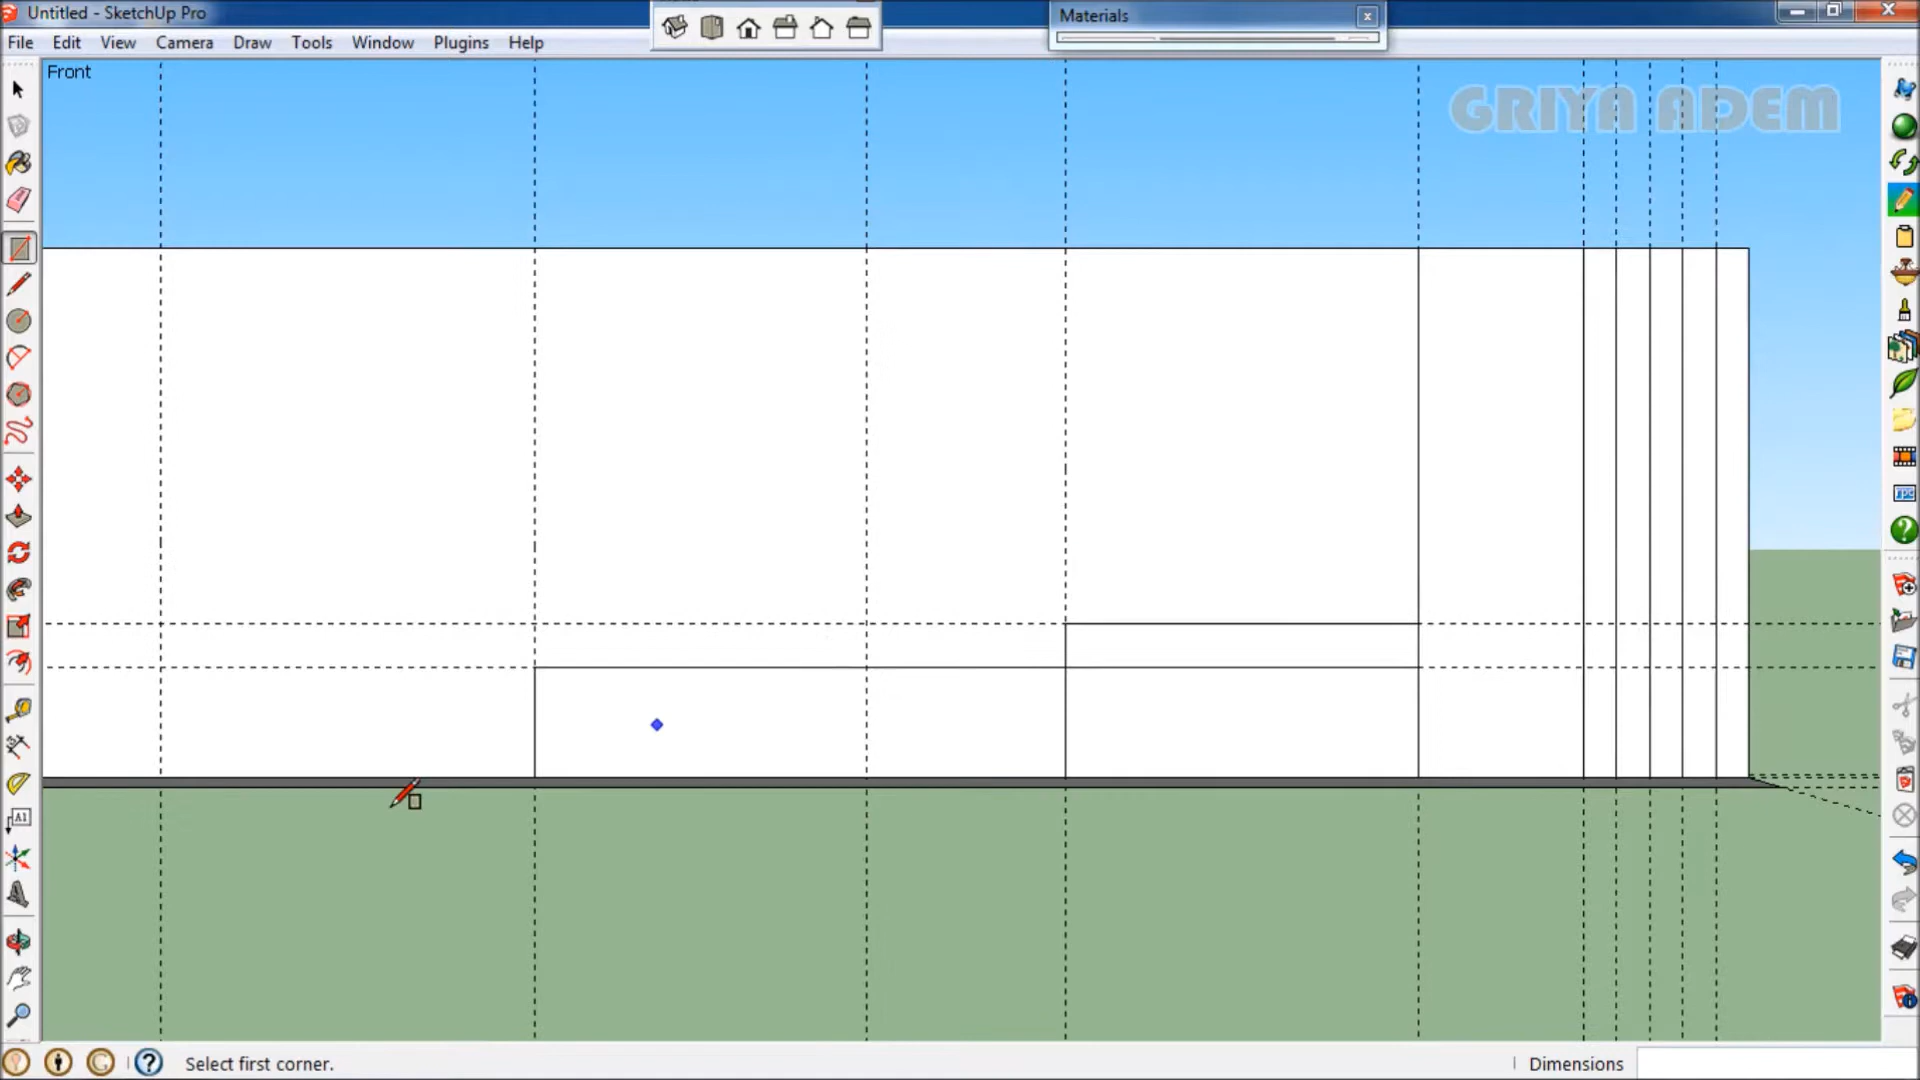 Untitled - SketchUp Pro
Materials
File Edit View Camera Draw Tools Window Plugins Help
Front
GRIYA ADEM
A1
Select first corner.
Dimensions